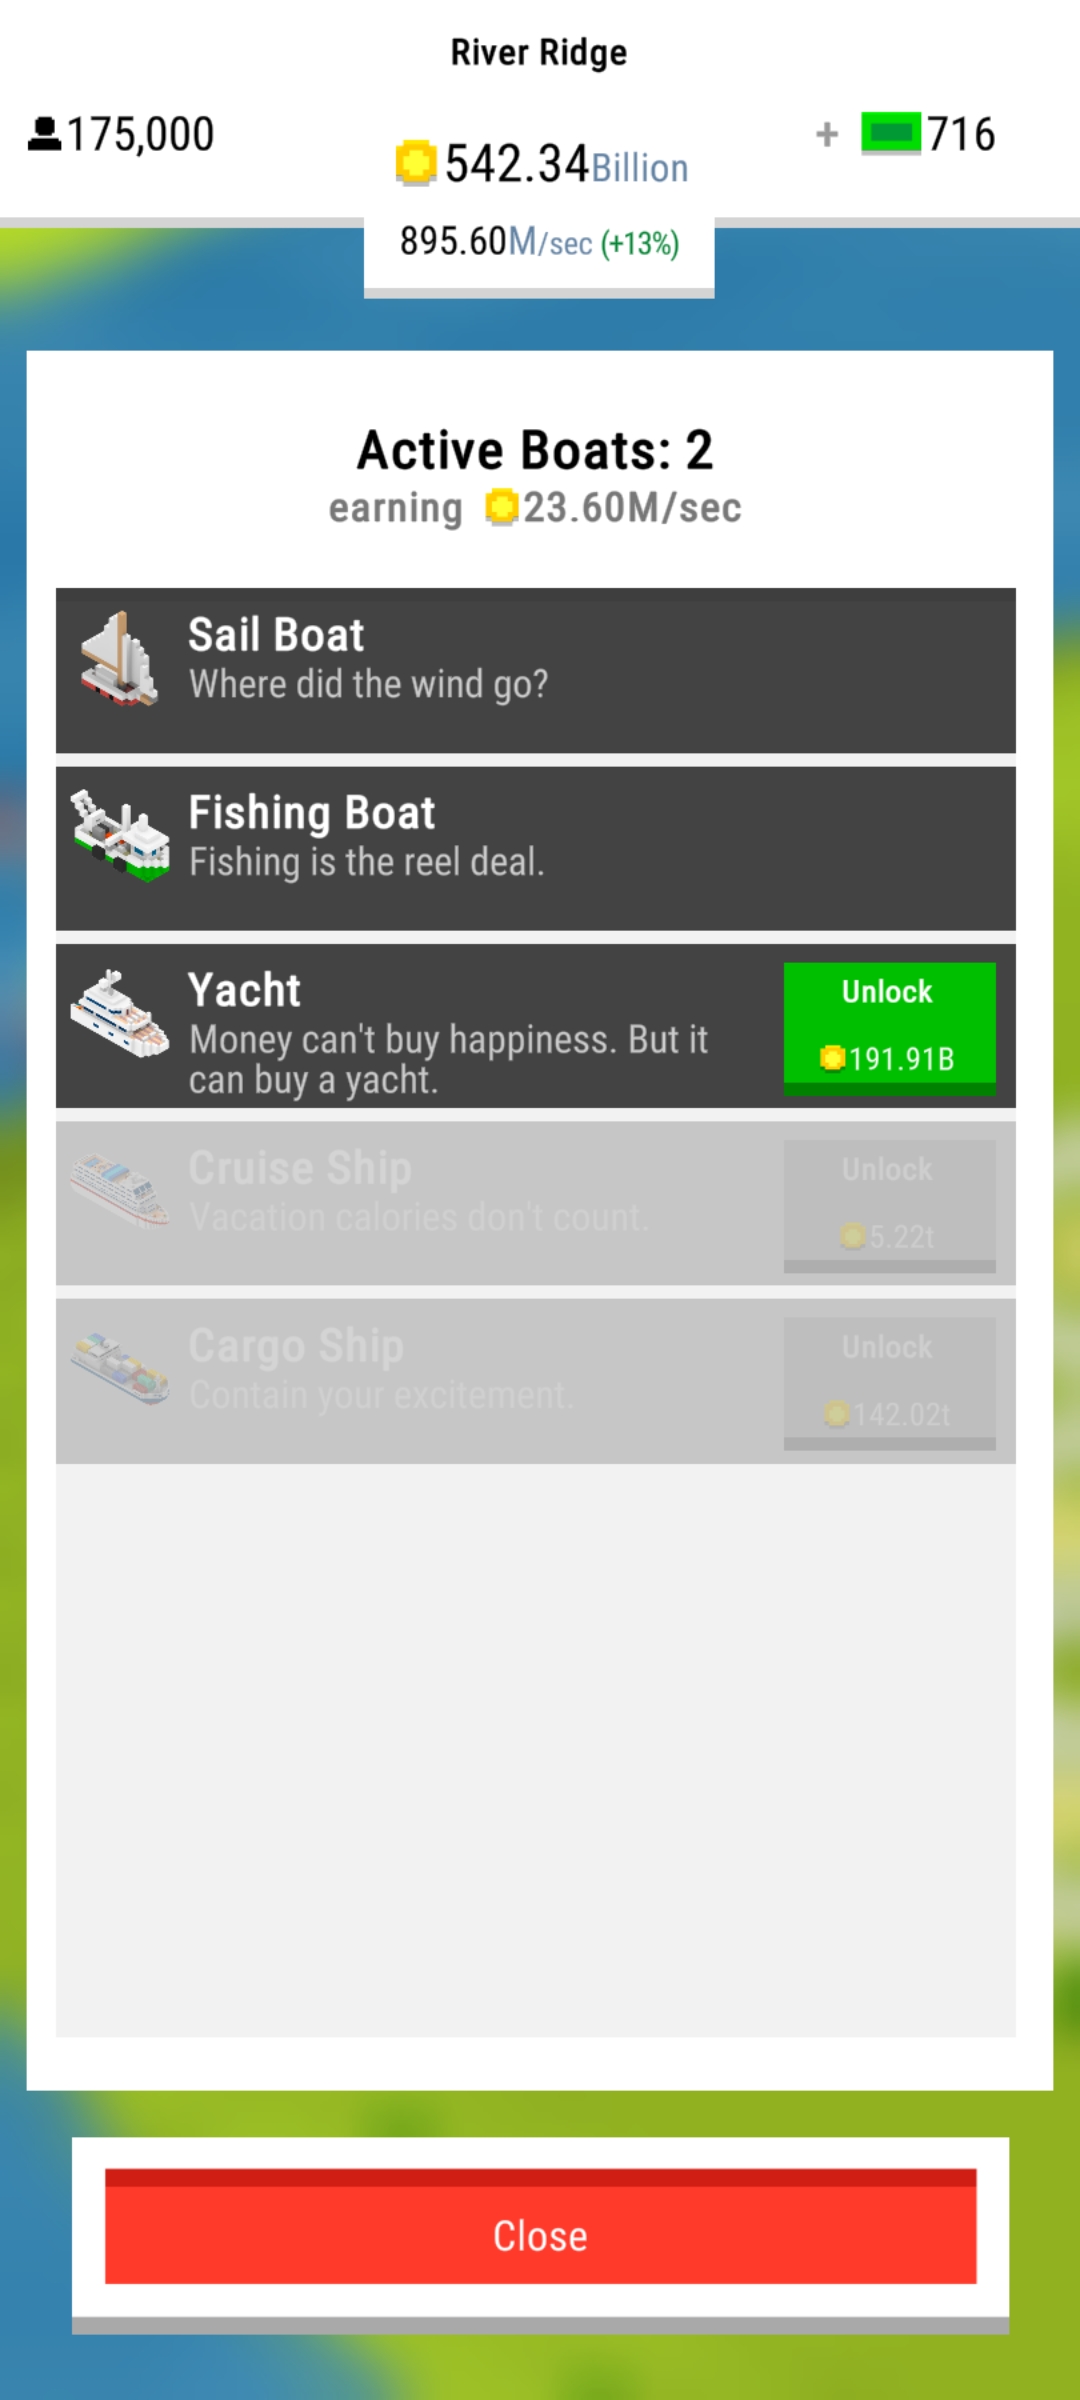 River Ridge
175,000
+ 716
542.34Billion
895.60M/sec (+13%)
Active Boats: 2
earning 23.60M/sec
Sail Boat
Where did the wind go?
Fishing Boat
Fishing is the reel deal.
Yacht
Money can't buy happiness. But it
can buy a yacht.
Unlock
191.91B
Cruise Ship
Vacation calories don't count.
Unlock
5.22t
Cargo Ship
Contain your excitement.
Unlock
142.02t
Close